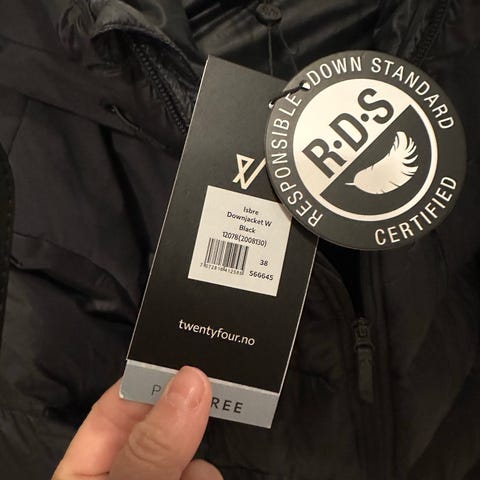 RESPONSIBLE DOWN STANDARD
R·D·S
CERTIFIED
Isbre
Downjacket W
Black
12078(2008130)
38
566645
twentyfour.no